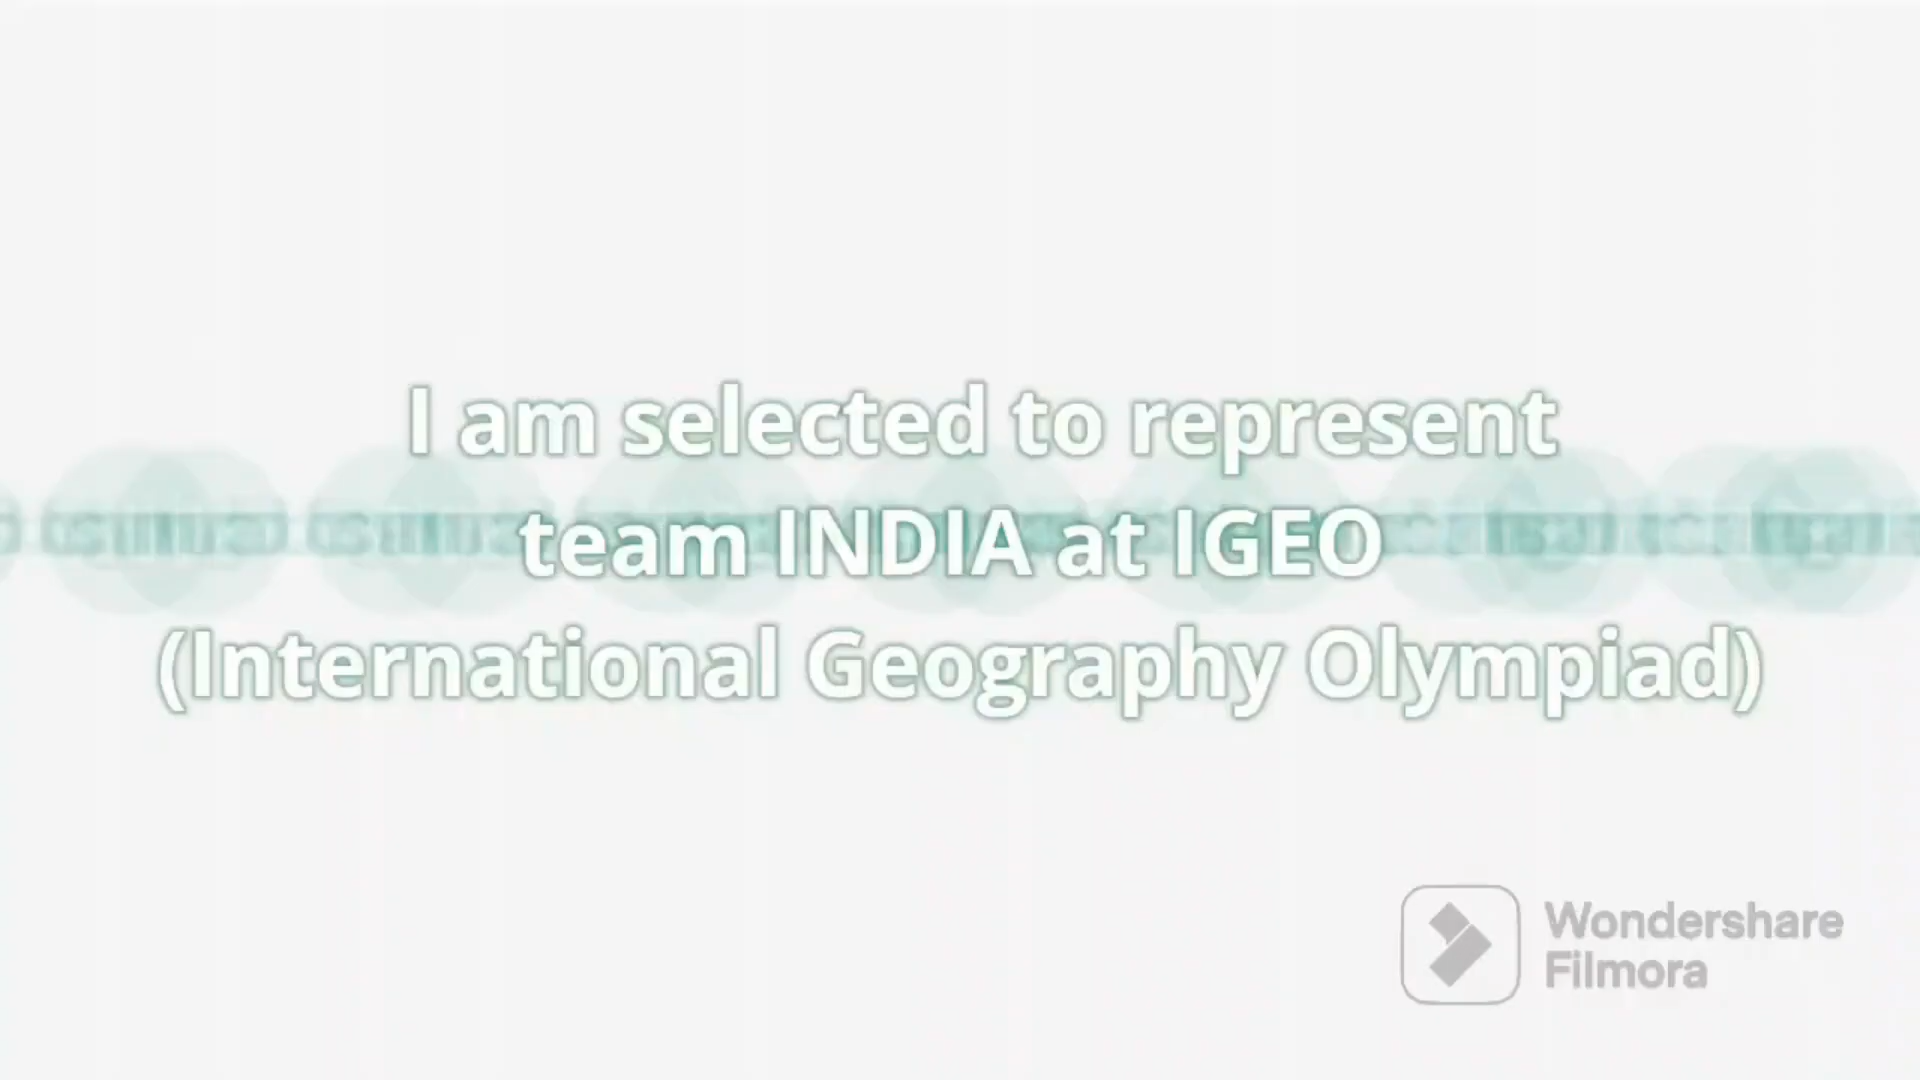 I am selected to represent
team INDIA at IGEO
(International Geography Olympiad)
Wondershare
Filmora